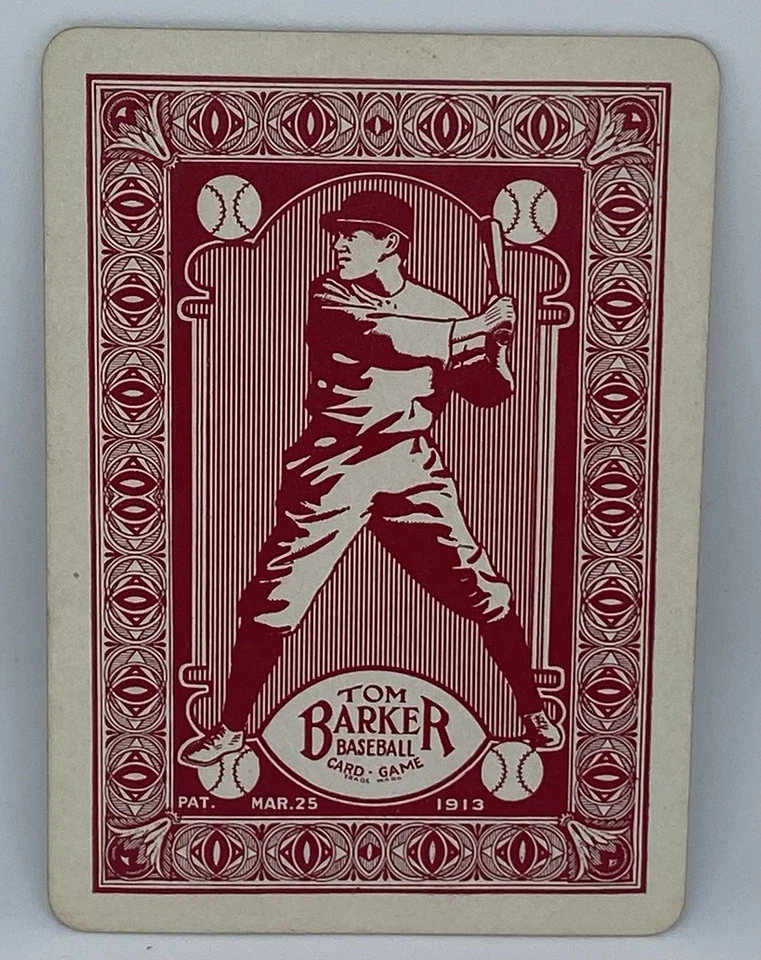 TOM
BARKER
BASEBALL
CARD · GAME
TRADE MARK
PAT. MAR. 25 1913